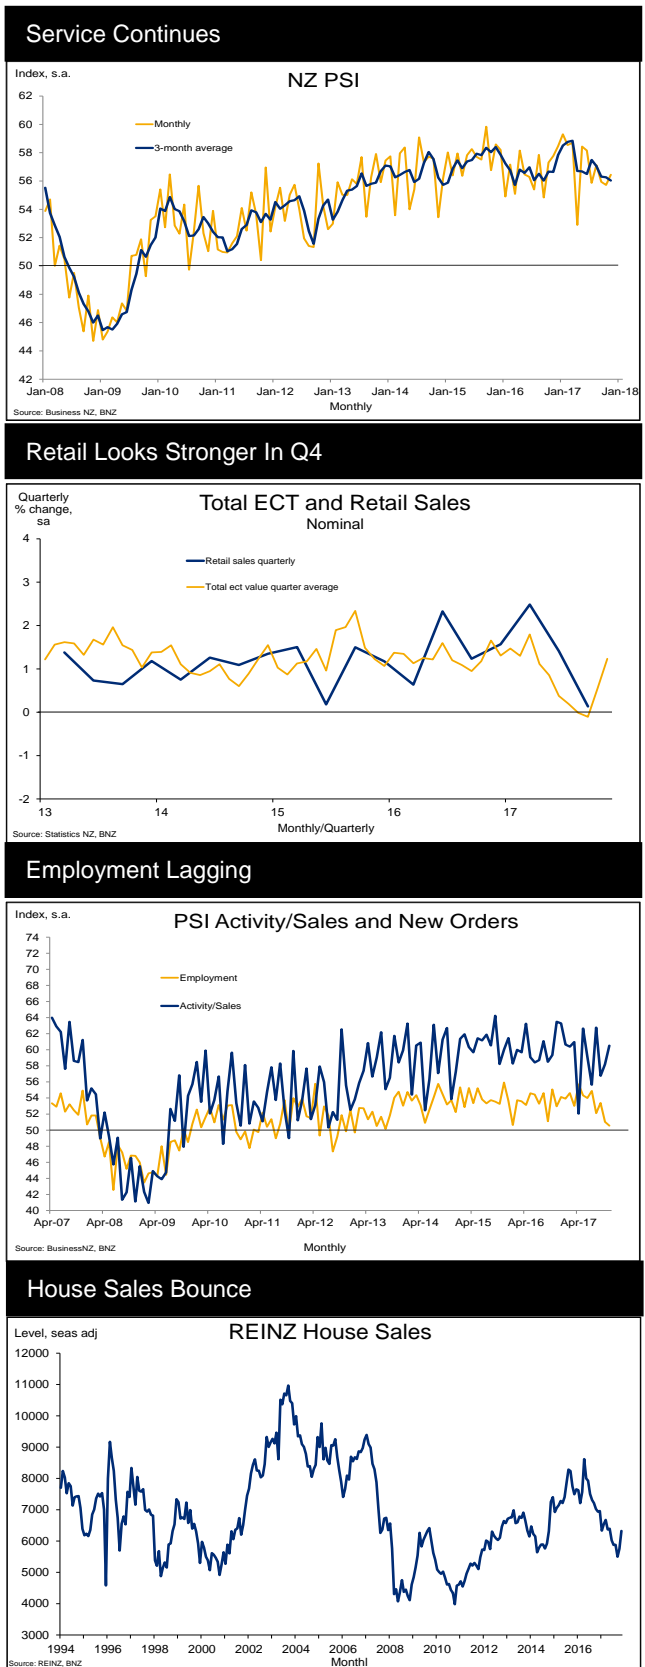 Service Continues
Index, s.a.
NZ PSI
62
60
58
56
54
52
50
48
46
44
42
Monthly
3-month average
Jan-08 Jan-09 Jan-10 Jan-11 Jan-12 Jan-13 Jan-14 Jan-15 Jan-16 Jan-17 Jan-18
Monthly
Source: Business NZ, BNZ
Retail Looks Stronger In Q4
Quarterly
% change,
sa
Total ECT and Retail Sales
Nominal
4
3
2
1
0
-1
-2
Retail sales quarterly
Total ect value quarter average
13 14 15 16 17
Monthly/Quarterly
Source: Statistics NZ, BNZ
Employment Lagging
Index, s.a.
PSI Activity/Sales and New Orders
74
72
70
68
66
64
62
60
58
56
54
52
50
48
46
44
42
40
Employment
Activity/Sales
Apr-07 Apr-08 Apr-09 Apr-10 Apr-11 Apr-12 Apr-13 Apr-14 Apr-15 Apr-16 Apr-17
Monthly
Source: BusinessNZ, BNZ
House Sales Bounce
Level, seas adj
REINZ House Sales
12000
11000
10000
9000
8000
7000
6000
5000
4000
3000
1994 1996 1998 2000 2002 2004 2006 2008 2010 2012 2014 2016
Monthl
Source: REINZ, BNZ